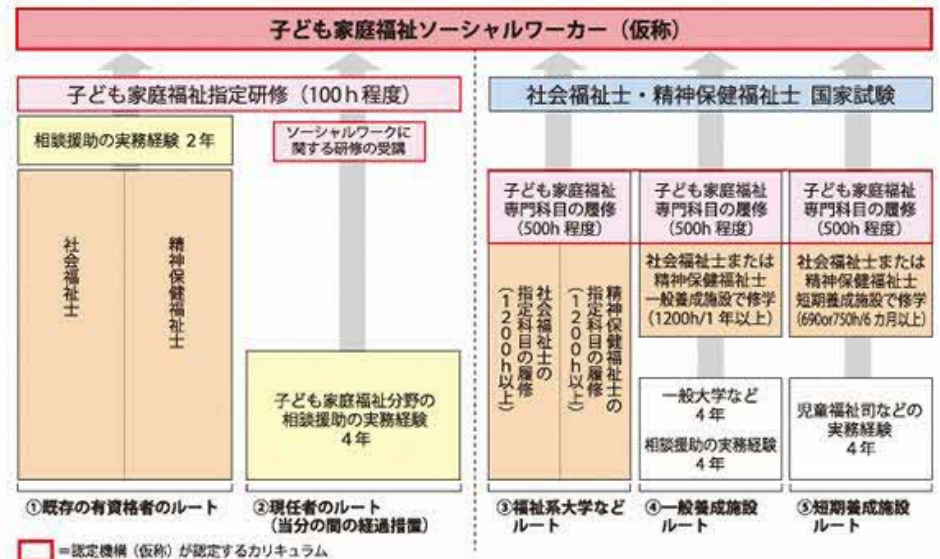 子ども家庭福祉ソーシャルワーカー（仮称）
子ども家庭福祉指定研修（100ｈ程度）
相談援助の実務経験 2年
社会福祉士
精神保健福祉士
①既存の有資格者のルート
ソーシャルワークに
関する研修の受講
子ども家庭福祉分野の
相談援助の実務経験
4年
②現任者のルート
（当分の間の経過措置）
社会福祉士・精神保健福祉士 国家試験
子ども家庭福祉
専門科目の履修
（500h 程度）
社会福祉士の
指定科目の履修
（1200ｈ以上）
精神保健福祉士の
指定科目の履修
（1200ｈ以上）
③福祉系大学など
ルート
子ども家庭福祉
専門科目の履修
（500h 程度）
社会福祉士または
精神保健福祉士
一般養成施設で修学
（1200h/1 年以上）
一般大学など
4年
相談援助の実務経験
4年
④一般養成施設
ルート
子ども家庭福祉
専門科目の履修
（500h 程度）
社会福祉士または
精神保健福祉士
短期養成施設で修学
（690or750h/6 カ月以上）
児童福祉司などの
実務経験
4年
⑤短期養成施設
ルート
＝認定機構（仮称）が認定するカリキュラム